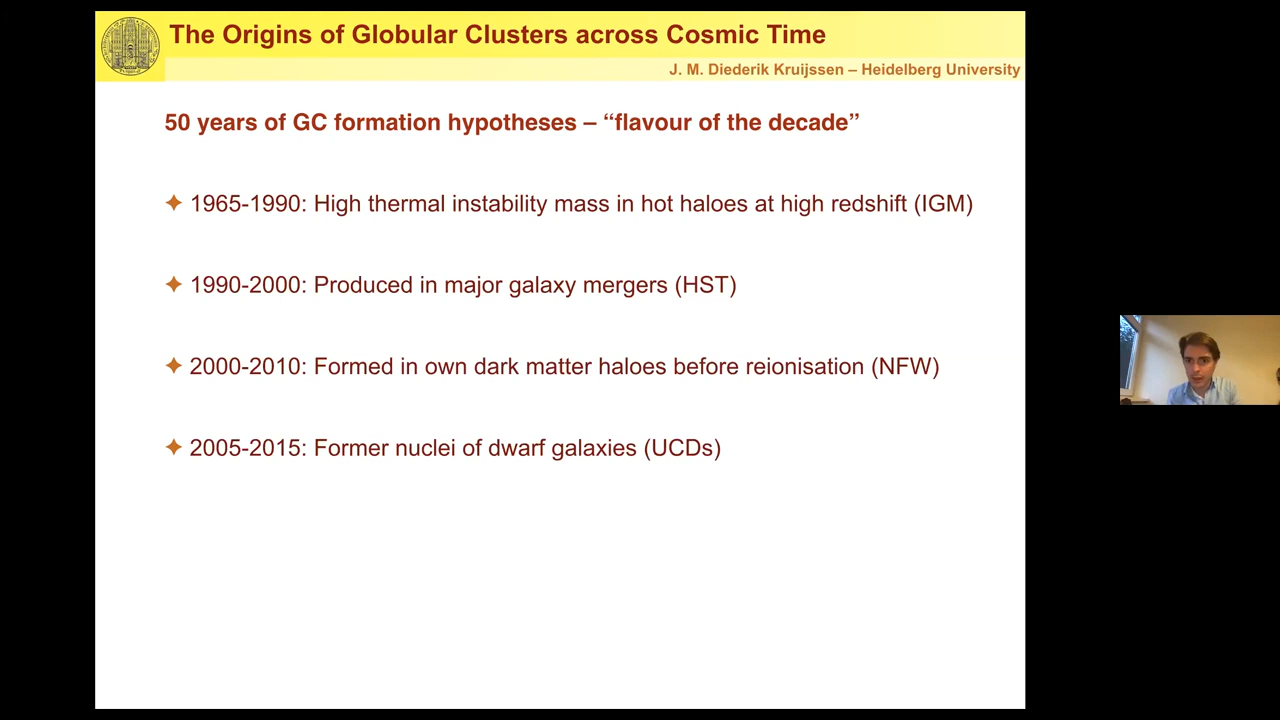 The Origins of Globular Clusters across Cosmic Time
J. M. Diederik Kruijssen – Heidelberg University
50 years of GC formation hypotheses – “flavour of the decade”
✦ 1965-1990: High thermal instability mass in hot haloes at high redshift (IGM)
✦ 1990-2000: Produced in major galaxy mergers (HST)
✦ 2000-2010: Formed in own dark matter haloes before reionisation (NFW)
✦ 2005-2015: Former nuclei of dwarf galaxies (UCDs)